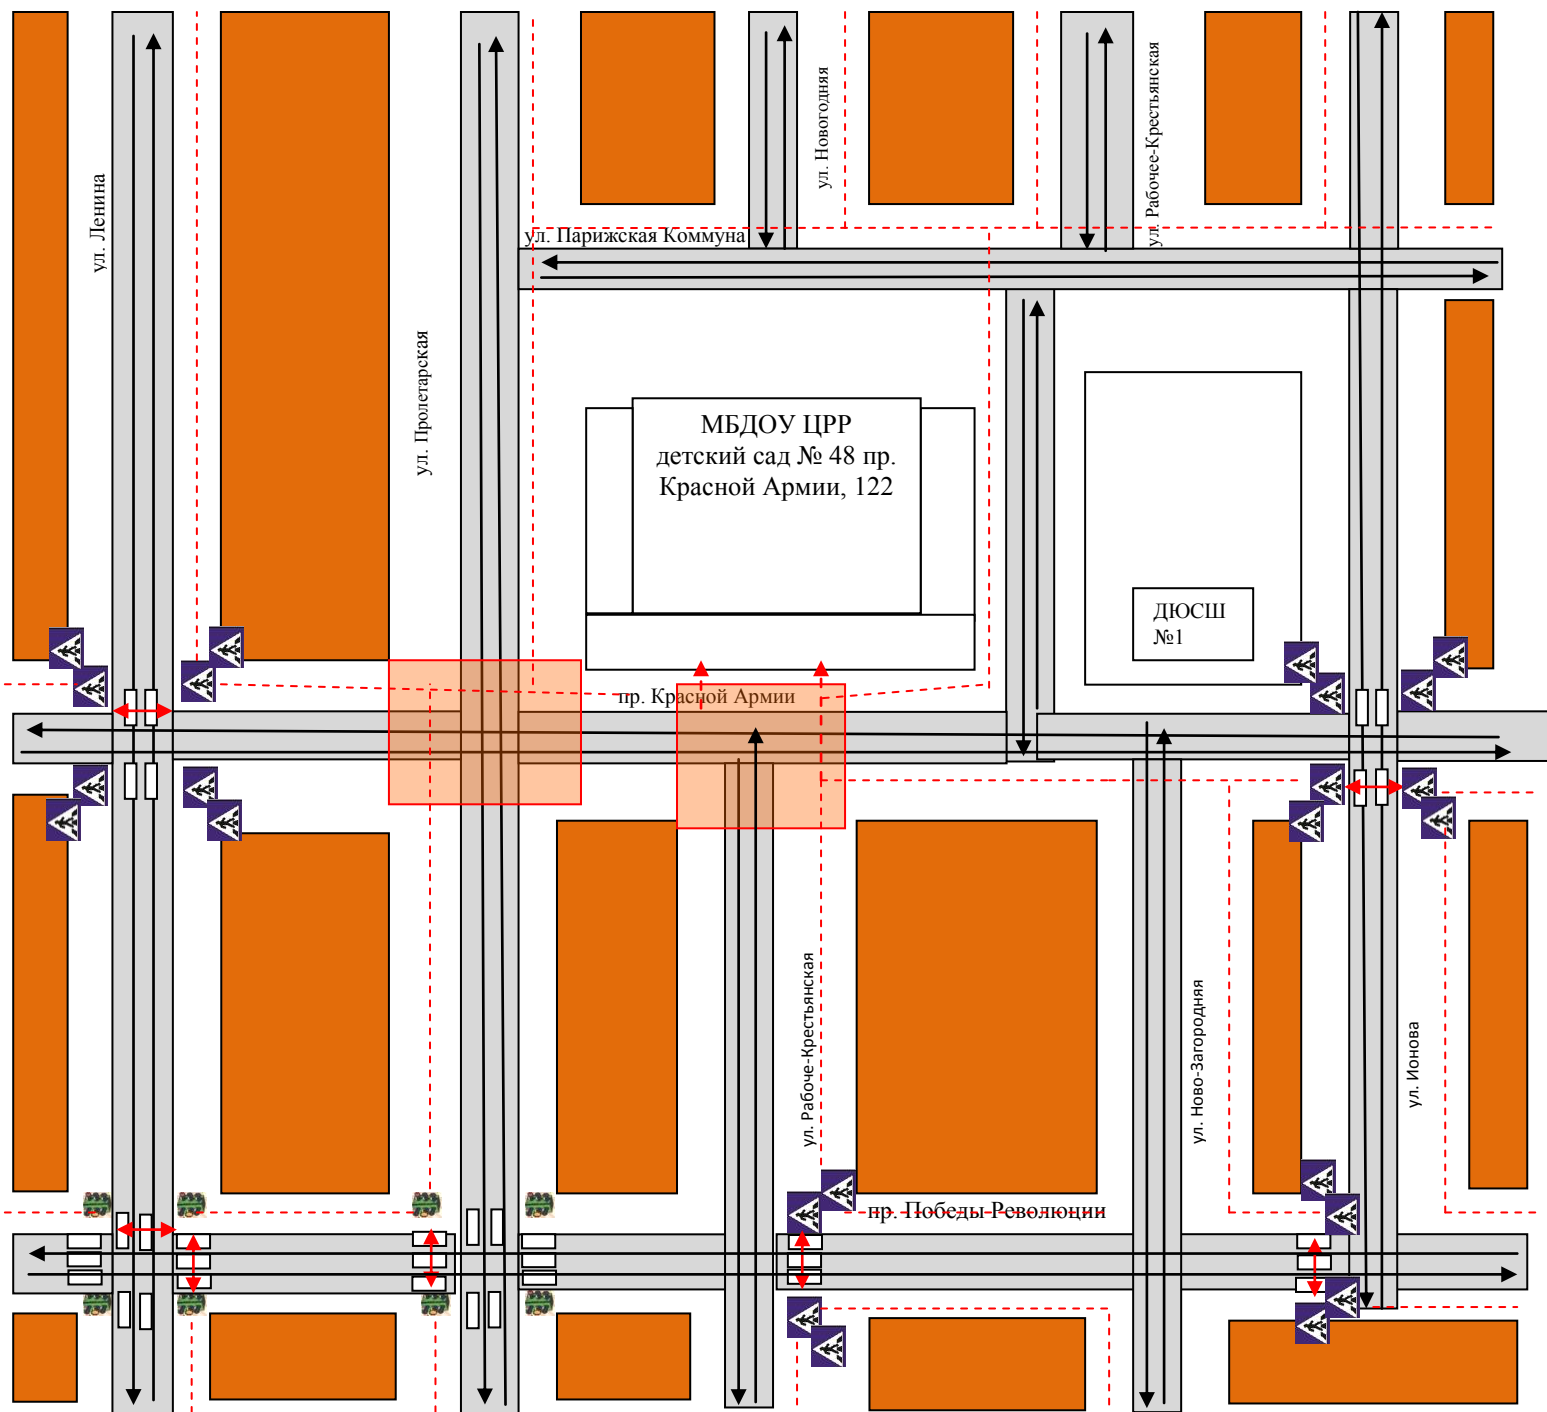 ул. Ленина
ул. Новогодняя
ул. Рабочее-Крестьянская
ул. Парижская Коммуна
ул. Пролетарская
МБДОУ ЦРР
детский сад № 48 пр.
Красной Армии, 122
ДЮСШ
№1
пр. Красной Армии
ул. Рабоче-Крестьянская
ул. Ново-Загородняя
ул. Ионова
пр. Победы Революции